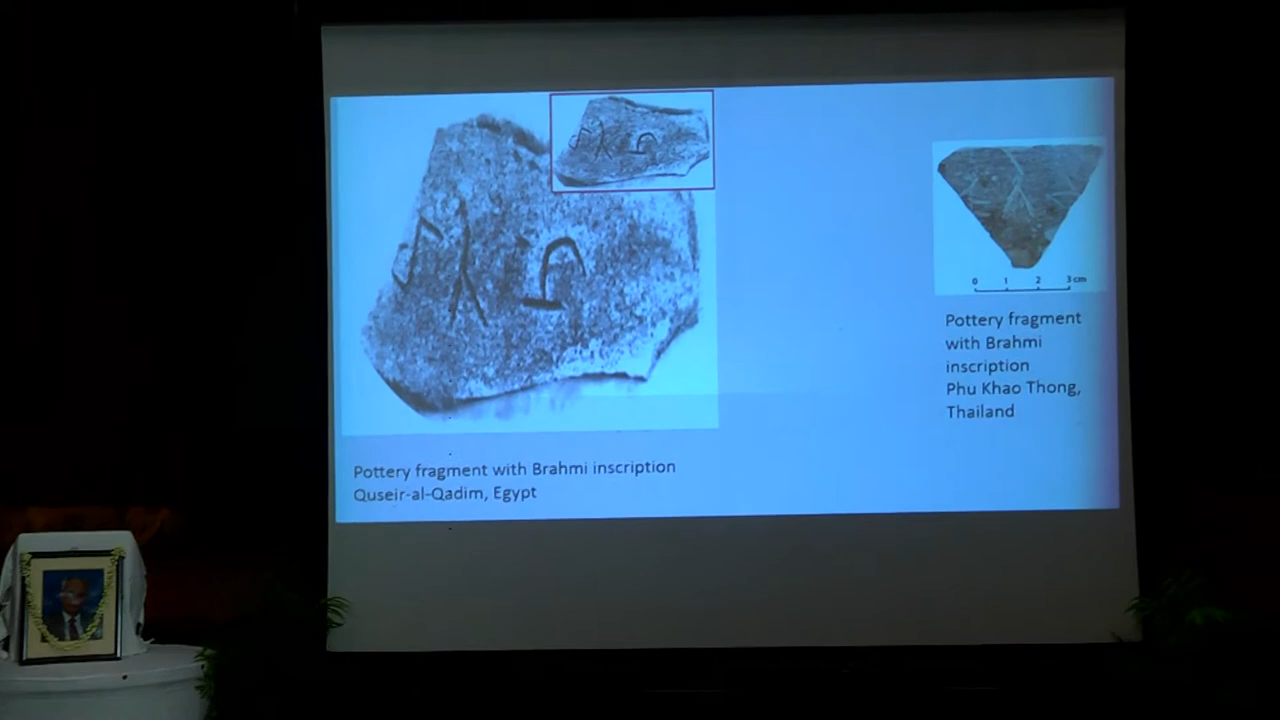 Pottery fragment with Brahmi inscription
Quseir-al-Qadim, Egypt
0 1 2 3 cm
Pottery fragment
with Brahmi
inscription
Phu Khao Thong,
Thailand